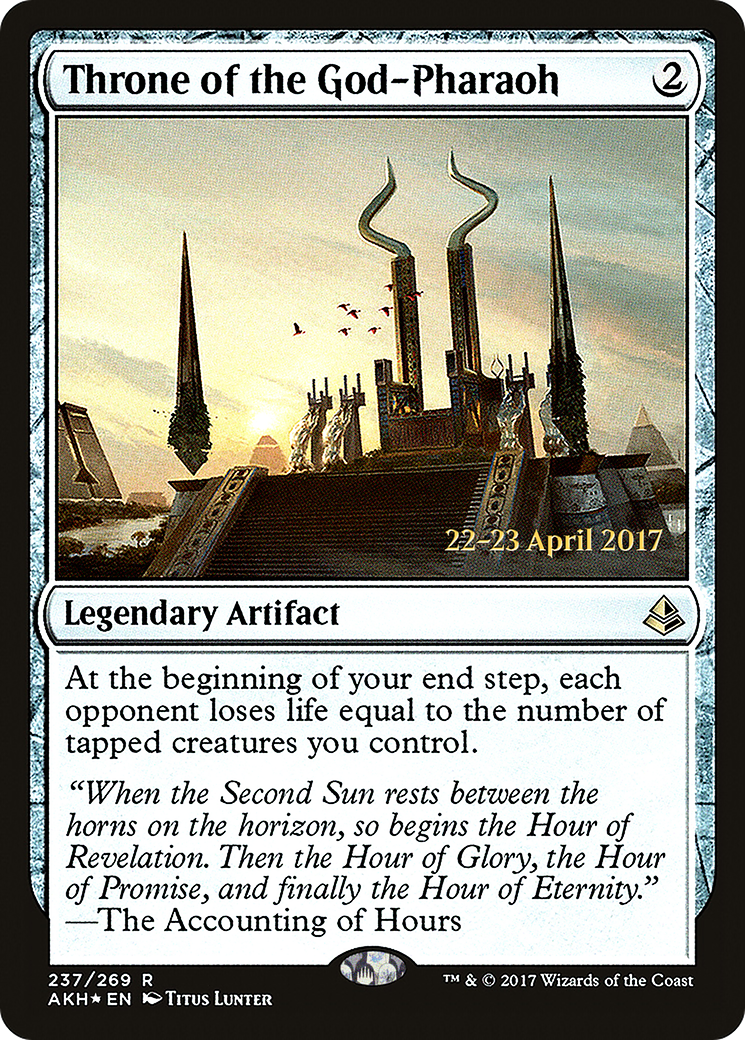 Throne of the God-Pharaoh 2
22–23 April 2017
Legendary Artifact
At the beginning of your end step, each
opponent loses life equal to the number of
tapped creatures you control.
“When the Second Sun rests between the
horns on the horizon, so begins the Hour of
Revelation. Then the Hour of Glory, the Hour
of Promise, and finally the Hour of Eternity.”
—The Accounting of Hours
237/269 R
AKH★EN Titus Lunter
™ & © 2017 Wizards of the Coast